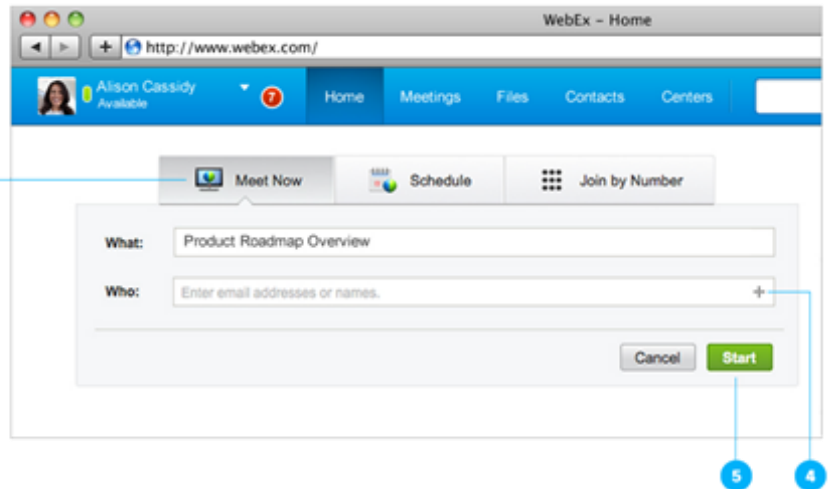 WebEx – Home
http://www.webex.com/
Alison Cassidy
Available
7
Home Meetings Files Contacts Centers
Meet Now Schedule Join by Number
What: Product Roadmap Overview
Who: Enter email addresses or names.
Cancel Start
5 4